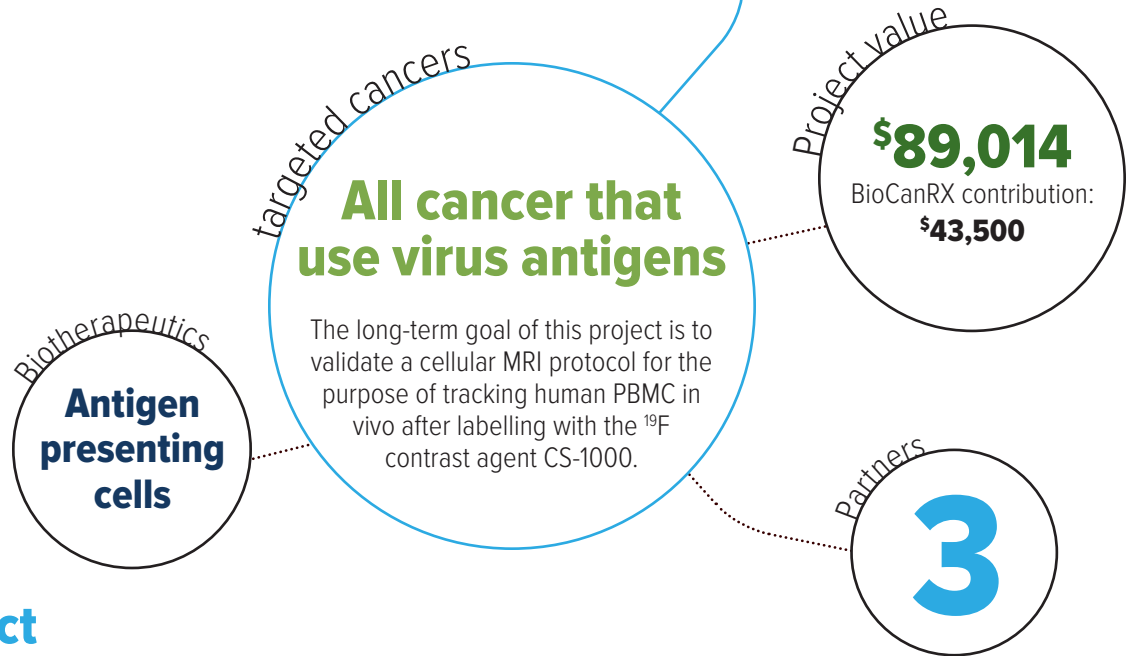 targeted cancers
All cancer that
use virus antigens
The long-term goal of this project is to
validate a cellular MRI protocol for the
purpose of tracking human PBMC in
vivo after labelling with the ¹⁹F
contrast agent CS-1000.
Project value
$89,014
BioCanRX contribution:
$43,500
Biotherapeutics
Antigen
presenting
cells
Partners
3
ct